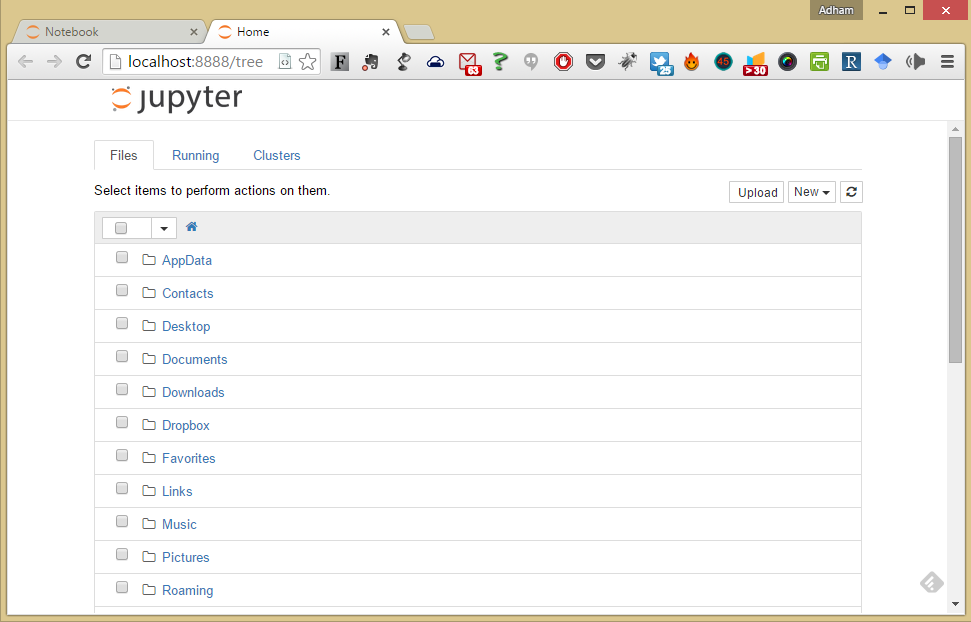 Adham
Notebook
Home
localhost:8888/tree
F
63
25
45
>30
R
jupyter
Files Running Clusters
Select items to perform actions on them.
Upload New
AppData
Contacts
Desktop
Documents
Downloads
Dropbox
Favorites
Links
Music
Pictures
Roaming